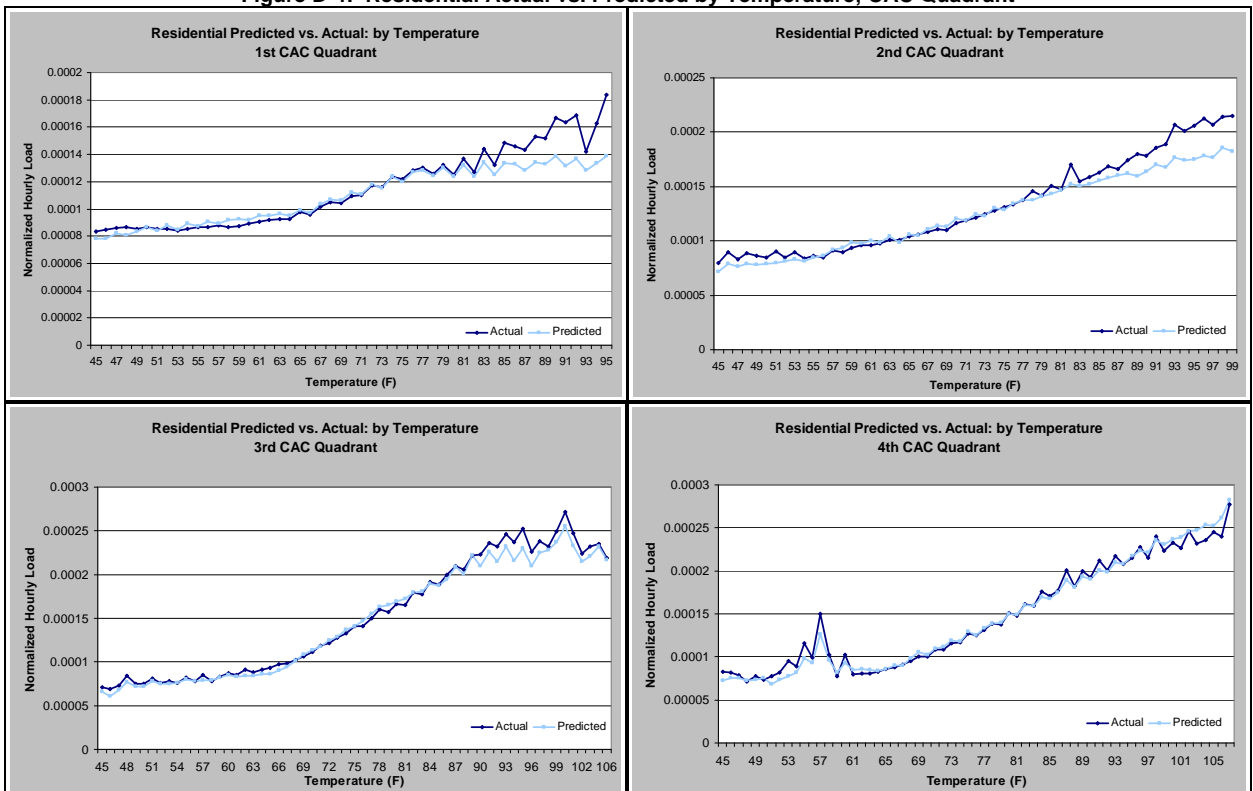 Figure D-4: Residential Actual vs. Predicted by Temperature, CAC Quadrant
Residential Predicted vs. Actual: by Temperature
1st CAC Quadrant
0.0002
0.00018
0.00016
0.00014
0.00012
0.0001
0.00008
0.00006
0.00004
0.00002
0
Normalized Hourly Load
45 47 49 51 53 55 57 59 61 63 65 67 69 71 73 75 77 79 81 83 85 87 89 91 93 95
Temperature (F)
Actual Predicted
Residential Predicted vs. Actual: by Temperature
2nd CAC Quadrant
0.00025
0.0002
0.00015
0.0001
0.00005
0
Normalized Hourly Load
45 47 49 51 53 55 57 59 61 63 65 67 69 71 73 75 77 79 81 83 85 87 89 91 93 95 97 99
Temperature (F)
Actual Predicted
Residential Predicted vs. Actual: by Temperature
3rd CAC Quadrant
0.0003
0.00025
0.0002
0.00015
0.0001
0.00005
0
Normalized Hourly Load
45 48 51 54 57 60 63 66 69 72 75 78 81 84 87 90 93 96 99 102 106
Temperature (F)
Actual Predicted
Residential Predicted vs. Actual: by Temperature
4th CAC Quadrant
0.0003
0.00025
0.0002
0.00015
0.0001
0.00005
0
Normalized Hourly Load
45 49 53 57 61 65 69 73 77 81 85 89 93 97 101 105
Temperature (F)
Actual Predicted